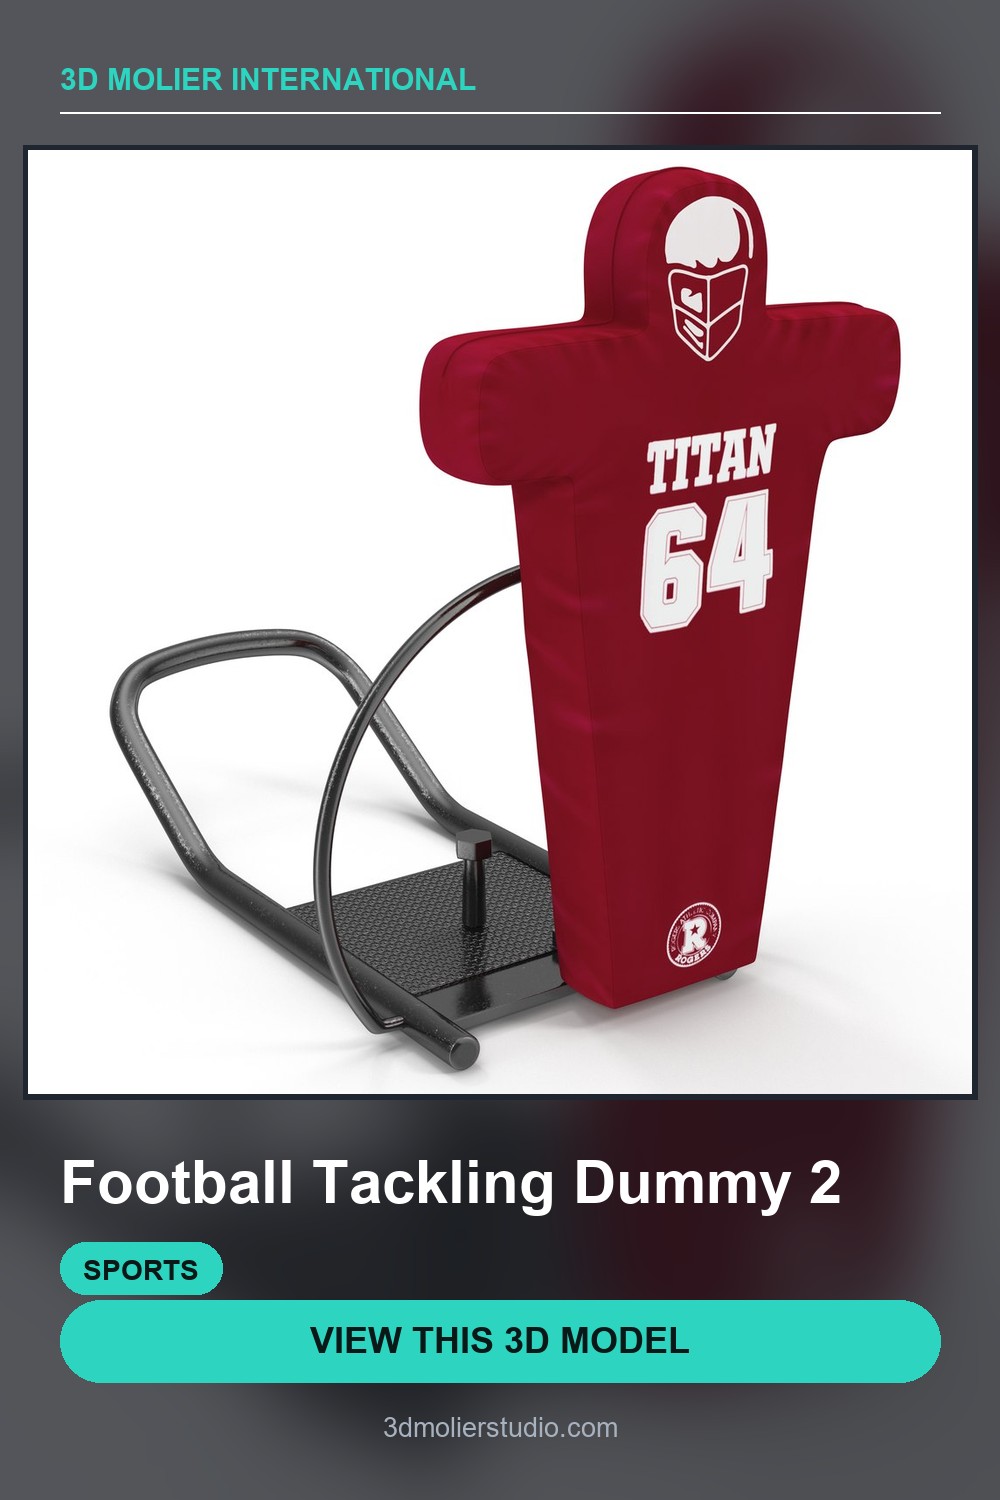 3D MOLIER INTERNATIONAL
TITAN
64
R
ROGERS
Football Tackling Dummy 2
SPORTS
VIEW THIS 3D MODEL
3dmolierstudio.com